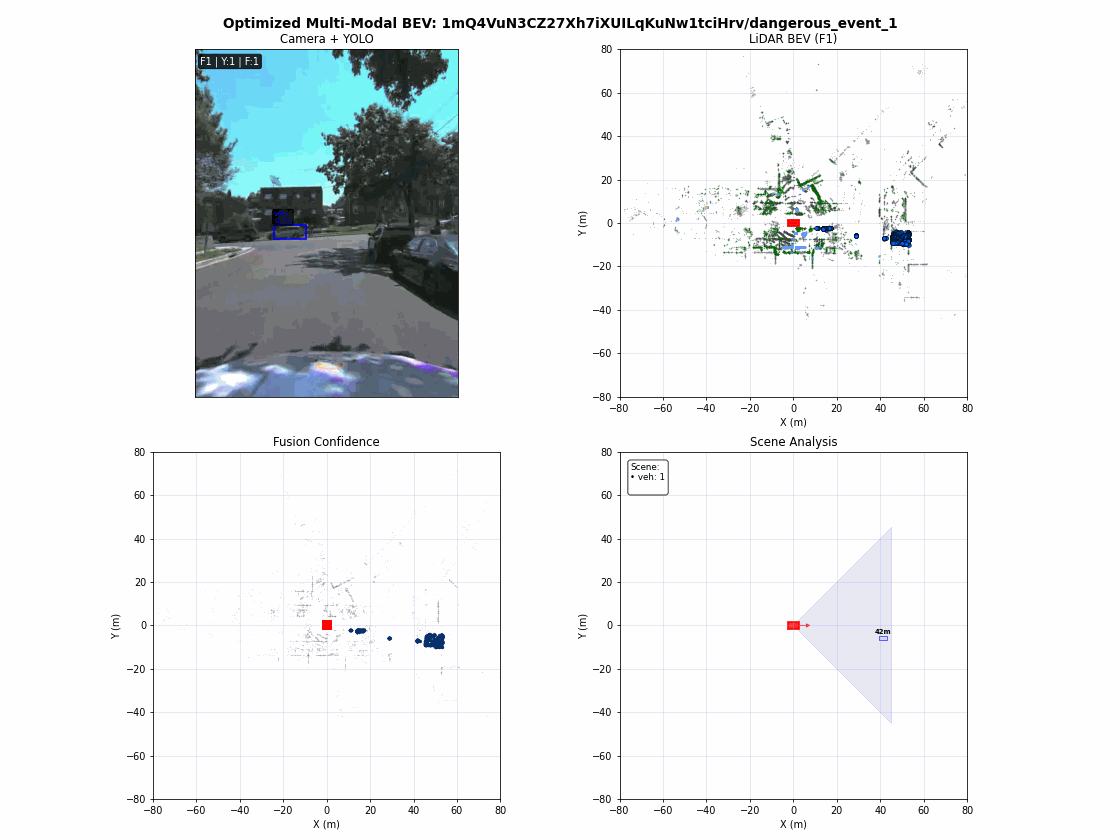 Optimized Multi-Modal BEV: 1mQ4VuN3CZ27Xh7iXUILqKuNw1tciHrv/dangerous_event_1
Camera + YOLO
F1 | Y:1 | F:1
LiDAR BEV (F1)
80
60
40
20
0
−20
−40
−60
−80
Y (m)
−80 −60 −40 −20 0 20 40 60 80
X (m)
Fusion Confidence
80
60
40
20
0
−20
−40
−60
−80
Y (m)
−80 −60 −40 −20 0 20 40 60 80
X (m)
Scene Analysis
Scene:
• veh: 1
42m
80
60
40
20
0
−20
−40
−60
−80
Y (m)
−80 −60 −40 −20 0 20 40 60 80
X (m)